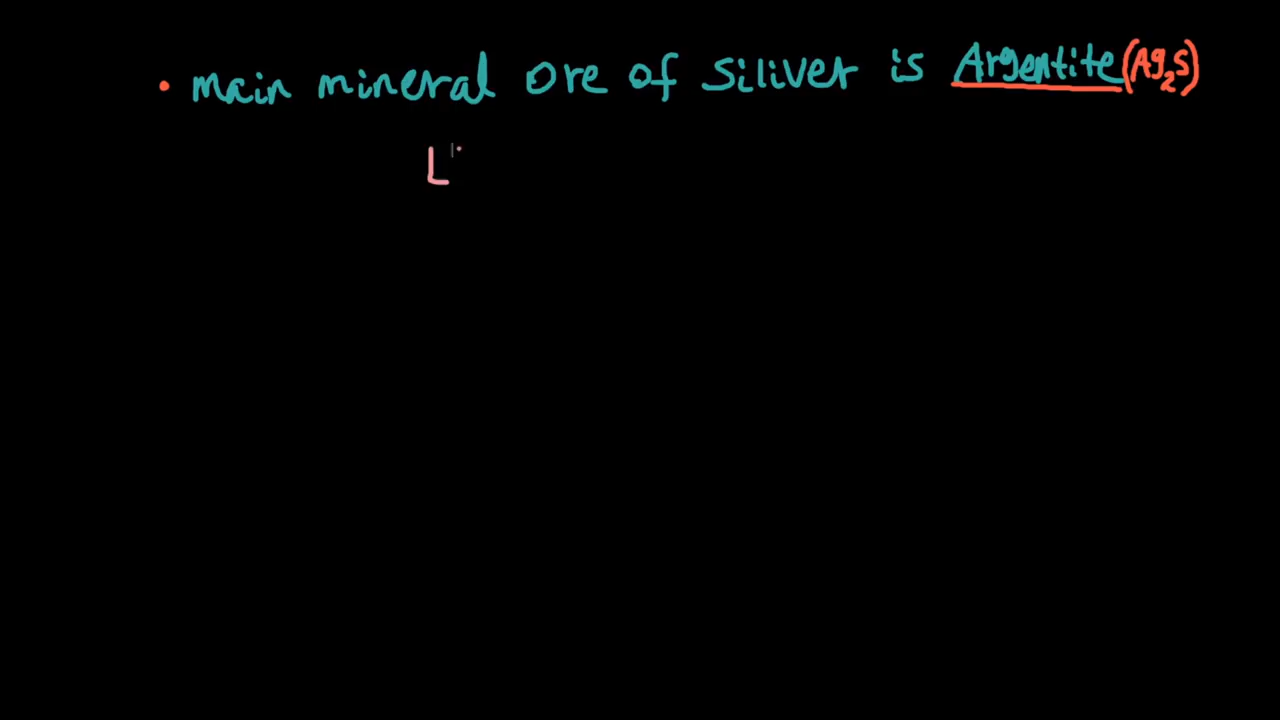 • main mineral ore of Siliver is Argentite (Ag₂S)
L